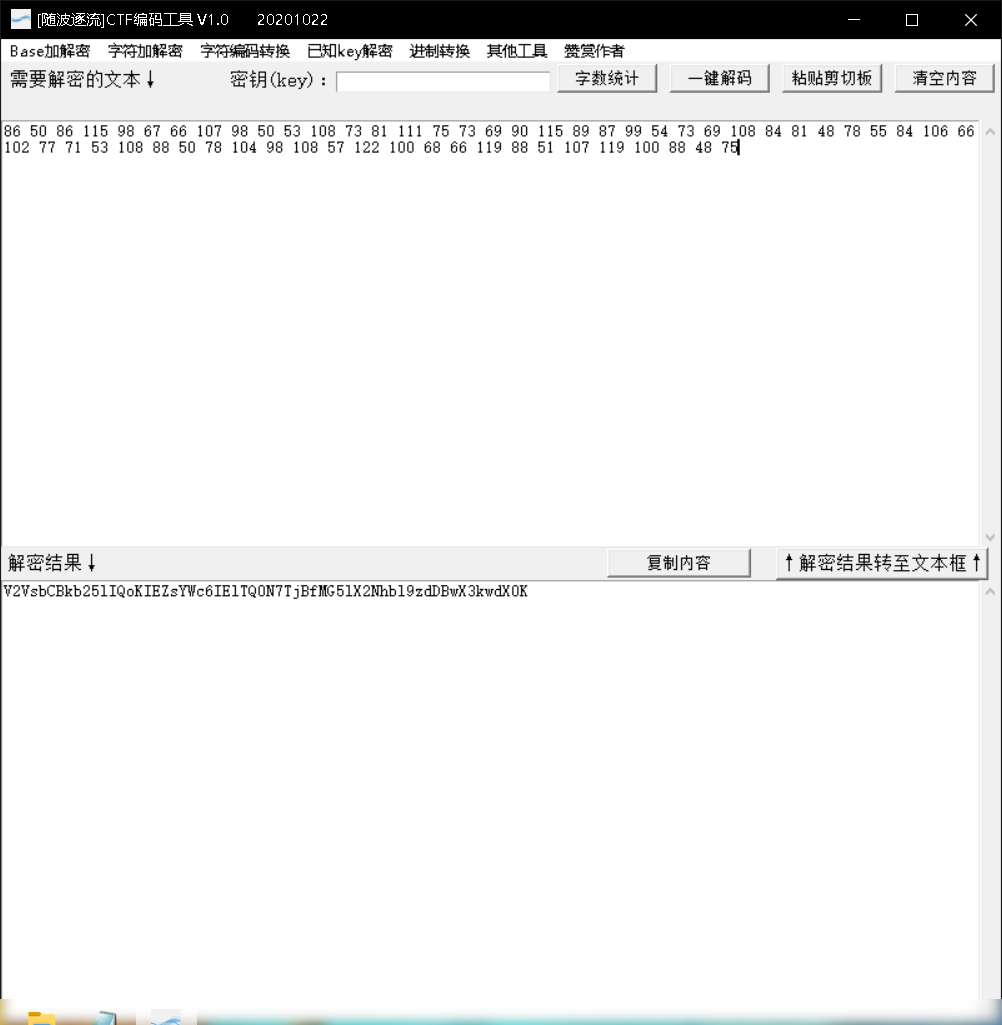 [随波逐流]CTF编码工具 V1.0 20201022
Base加解密 字符加解密 字符编码转换 已知key解密 进制转换 其他工具 赞赏作者
需要解密的文本↓ 密钥(key)： 字数统计 一键解码 粘贴剪切板 清空内容
86 50 86 115 98 67 66 107 98 50 53 108 73 81 111 75 73 69 90 115 89 87 99 54 73 69 108 84 81 48 78 55 84 106 66
102 77 71 53 108 88 50 78 104 98 108 57 122 100 68 66 119 88 51 107 119 100 88 48 75
解密结果↓ 复制内容 ↑解密结果转至文本框↑
V2VsbCBkb25lIQoKIEZsYWc6IElTQ0N7TjBfMG5lX2Nhbl9zdDBwX3kwdX0K